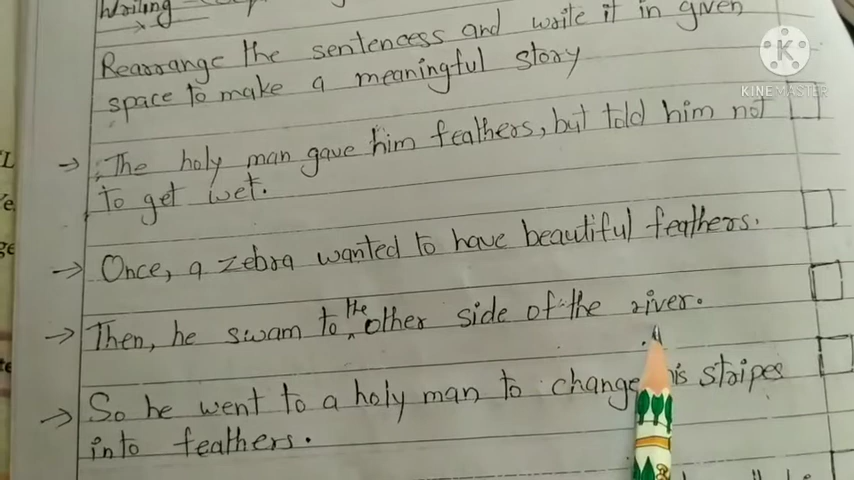 Writing
Rearrange the sentencess and write it in given
space to make a meaningful story
K
KINEMASTER
→ The holy man gave him feathers, but told him not
to get wet.
→ Once, a zebra wanted to have beautiful feathers.
→ Then, he swam to the other side of the river.
→ So he went to a holy man to change his stripes
into feathers.